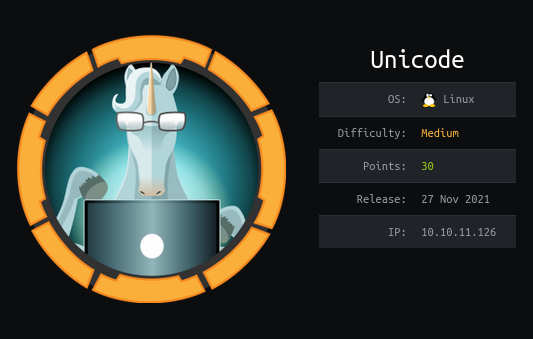 Unicode
OS: Linux
Difficulty: Medium
Points: 30
Release: 27 Nov 2021
IP: 10.10.11.126